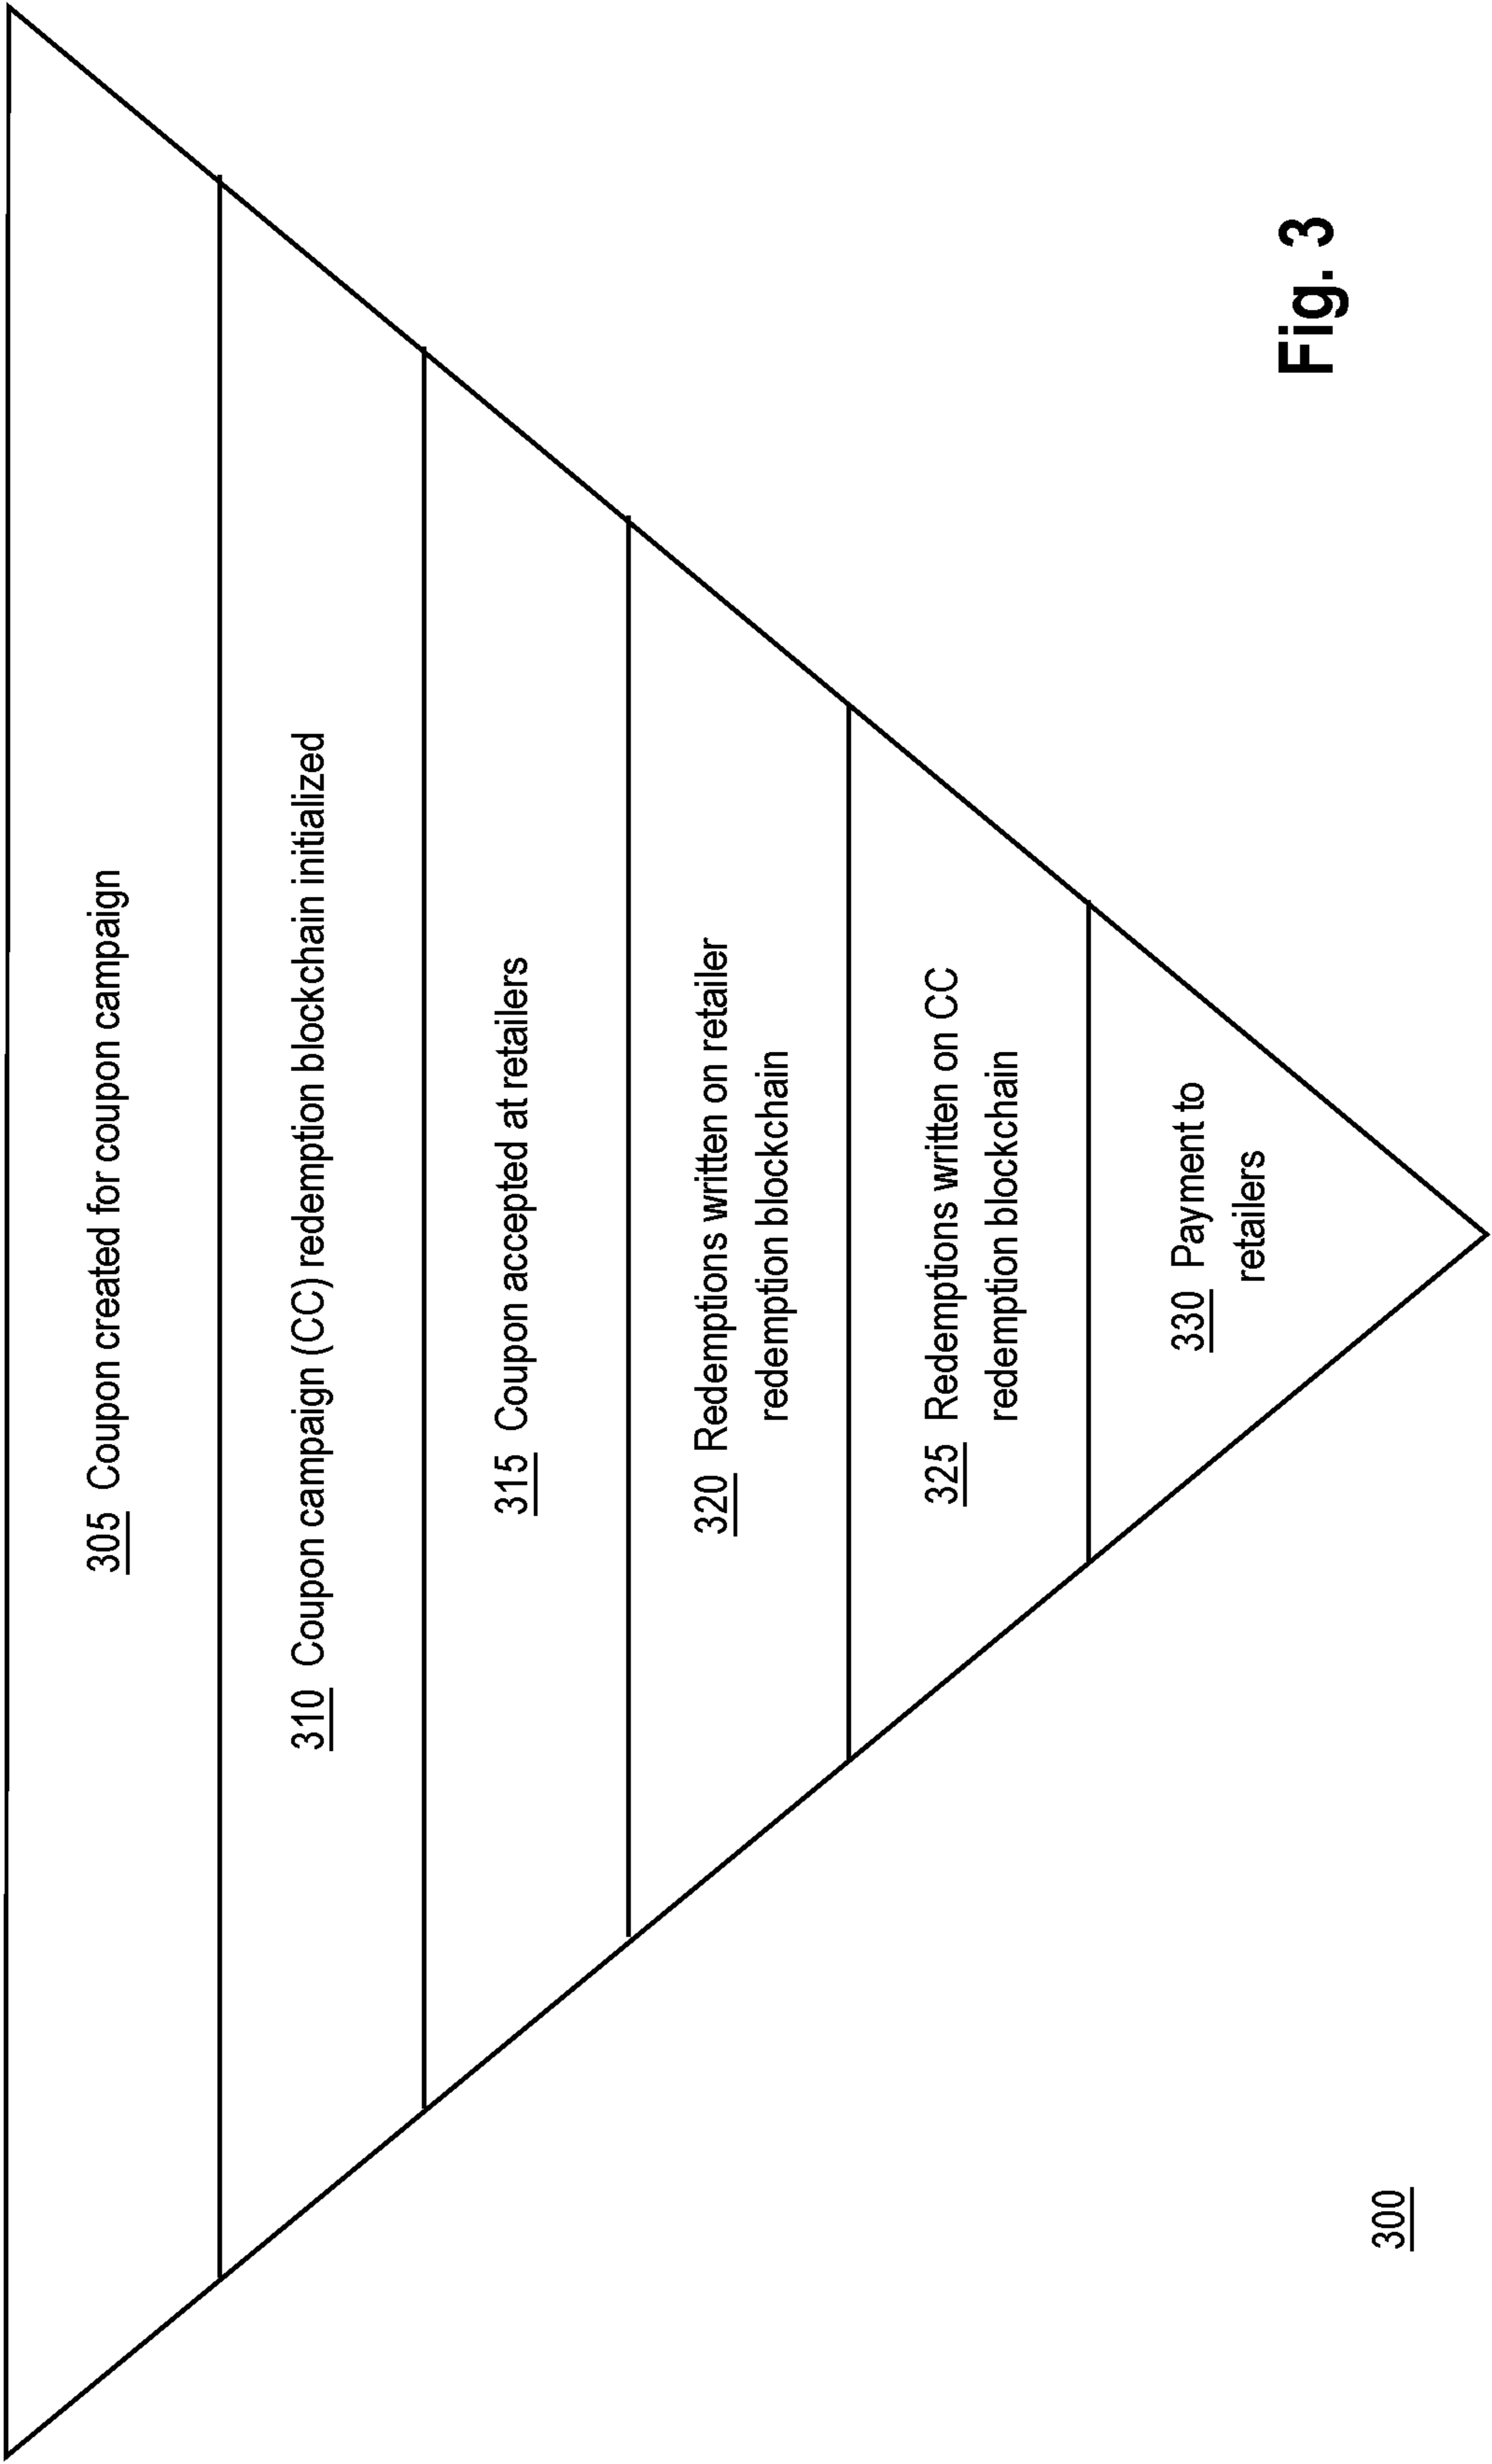 305 Coupon created for coupon campaign
310 Coupon campaign (CC) redemption blockchain initialized
315 Coupon accepted at retailers
320 Redemptions written on retailer
redemption blockchain
325 Redemptions written on CC
redemption blockchain
330 Payment to
retailers
300
Fig. 3